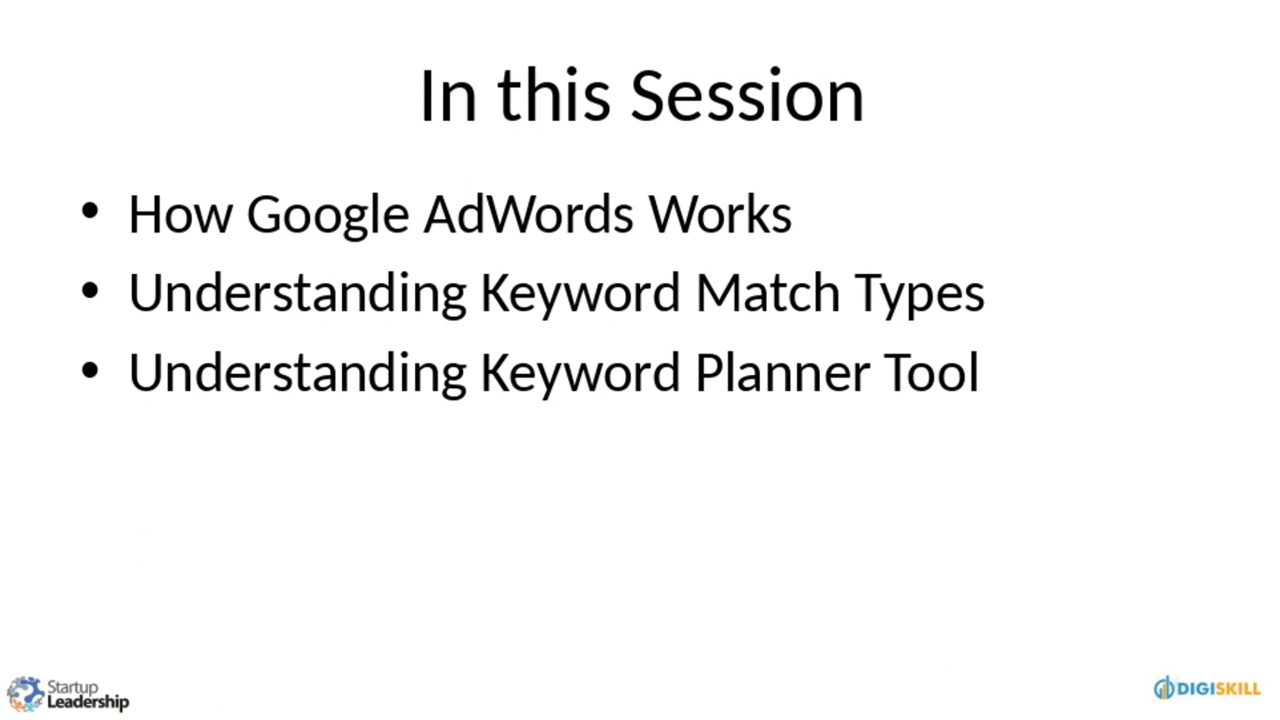 In this Session
• How Google AdWords Works
• Understanding Keyword Match Types
• Understanding Keyword Planner Tool
Startup
Leadership
DIGISKILL